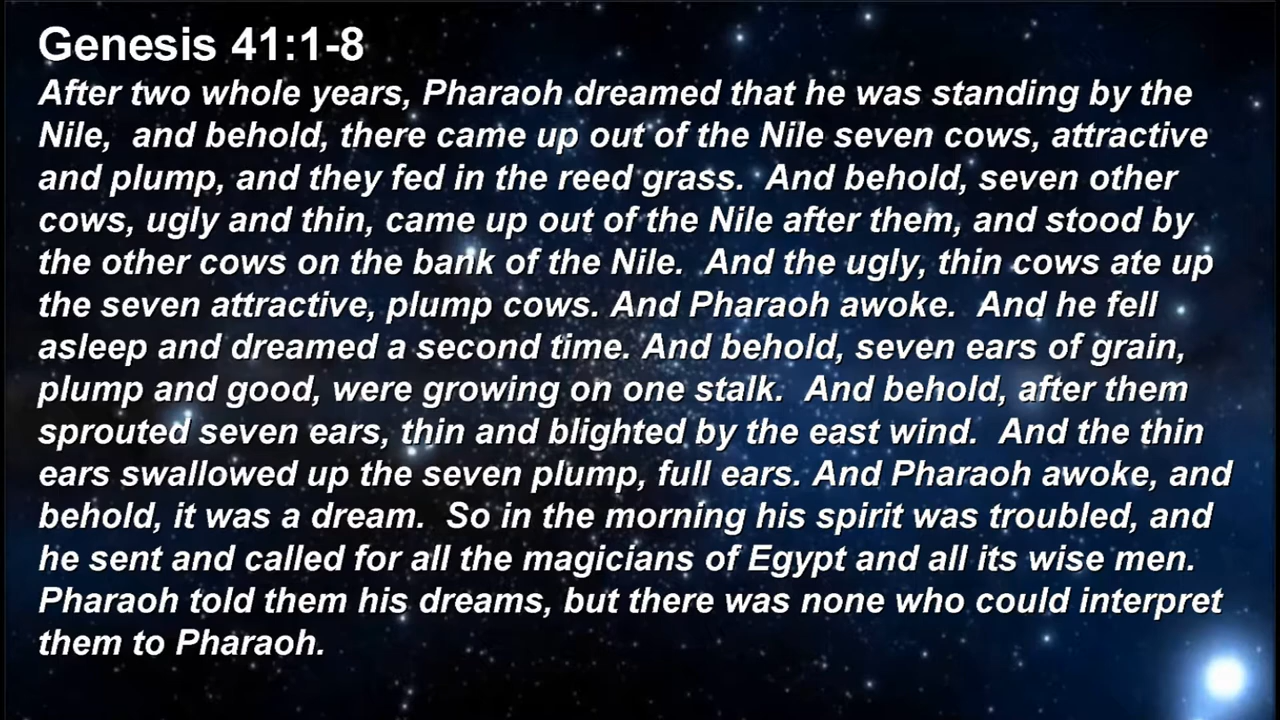 Genesis 41:1-8
After two whole years, Pharaoh dreamed that he was standing by the
Nile,  and behold, there came up out of the Nile seven cows, attractive
and plump, and they fed in the reed grass.  And behold, seven other
cows, ugly and thin, came up out of the Nile after them, and stood by
the other cows on the bank of the Nile.  And the ugly, thin cows ate up
the seven attractive, plump cows. And Pharaoh awoke.  And he fell
asleep and dreamed a second time. And behold, seven ears of grain,
plump and good, were growing on one stalk.  And behold, after them
sprouted seven ears, thin and blighted by the east wind.  And the thin
ears swallowed up the seven plump, full ears. And Pharaoh awoke, and
behold, it was a dream.  So in the morning his spirit was troubled, and
he sent and called for all the magicians of Egypt and all its wise men.
Pharaoh told them his dreams, but there was none who could interpret
them to Pharaoh.